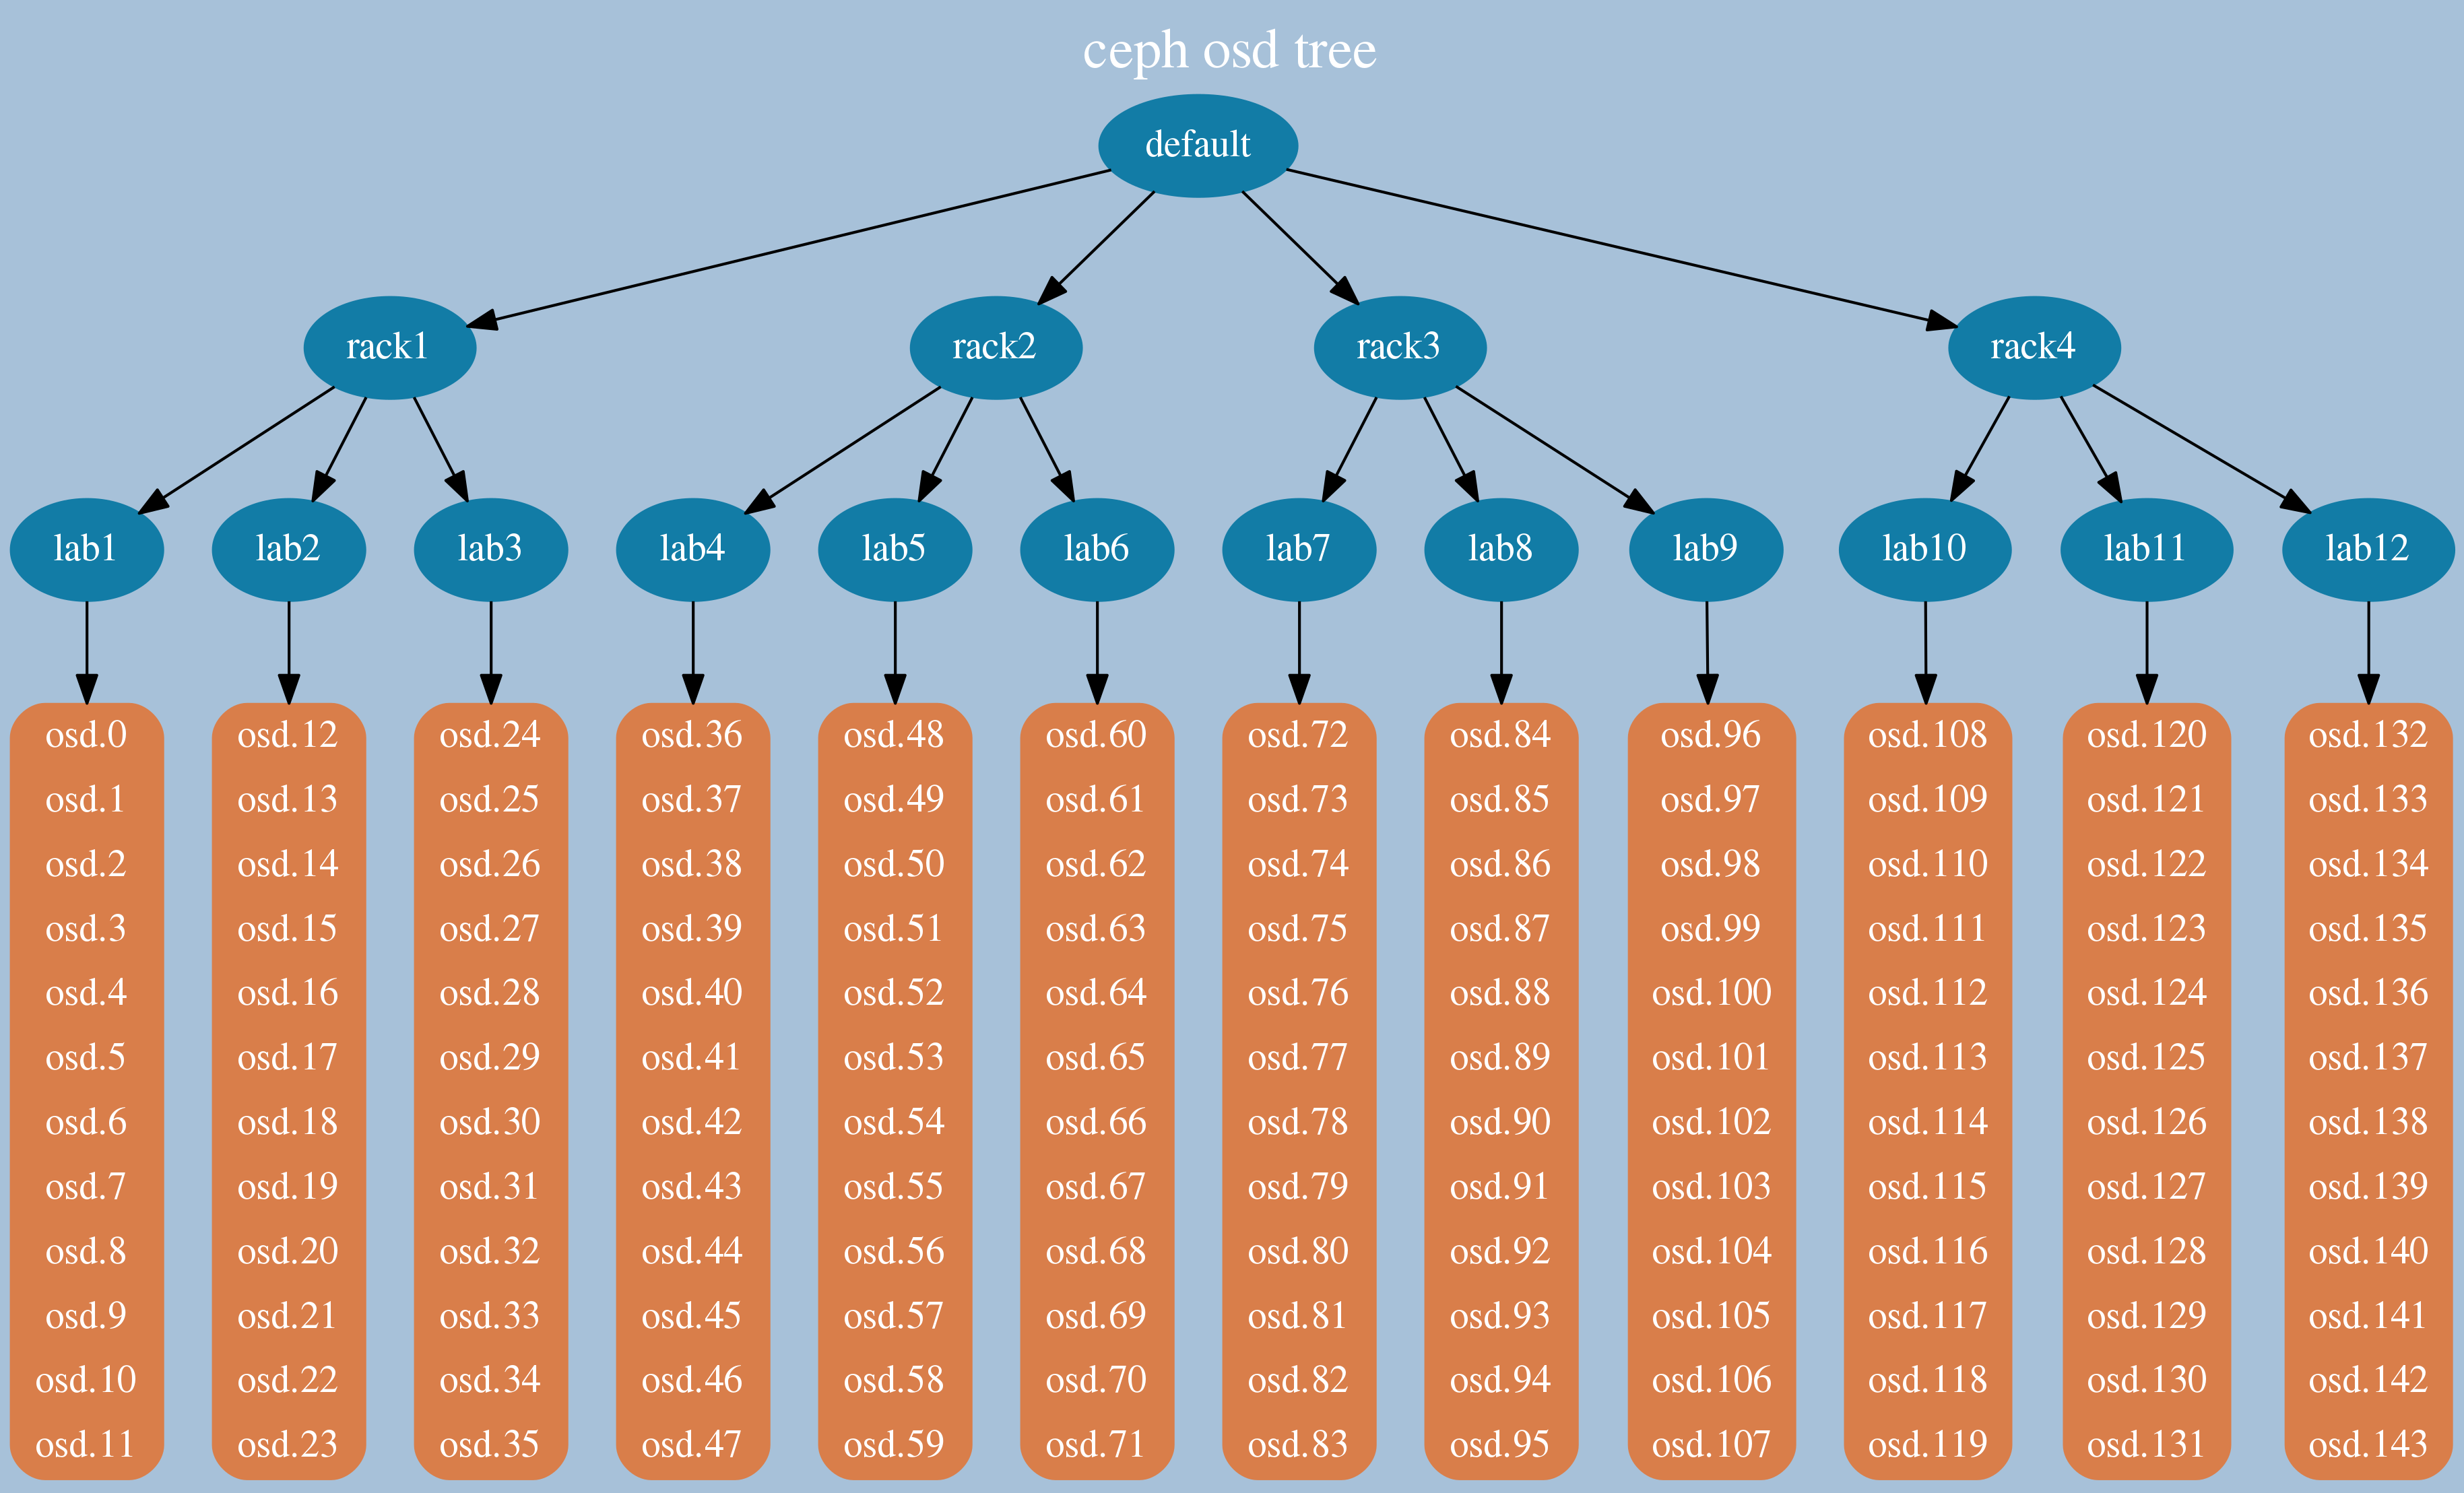 ceph osd tree
default
rack1 rack2 rack3 rack4
lab1 lab2 lab3 lab4 lab5 lab6 lab7 lab8 lab9 lab10 lab11 lab12
osd.0 osd.12 osd.24 osd.36 osd.48 osd.60 osd.72 osd.84 osd.96 osd.108 osd.120 osd.132
osd.1 osd.13 osd.25 osd.37 osd.49 osd.61 osd.73 osd.85 osd.97 osd.109 osd.121 osd.133
osd.2 osd.14 osd.26 osd.38 osd.50 osd.62 osd.74 osd.86 osd.98 osd.110 osd.122 osd.134
osd.3 osd.15 osd.27 osd.39 osd.51 osd.63 osd.75 osd.87 osd.99 osd.111 osd.123 osd.135
osd.4 osd.16 osd.28 osd.40 osd.52 osd.64 osd.76 osd.88 osd.100 osd.112 osd.124 osd.136
osd.5 osd.17 osd.29 osd.41 osd.53 osd.65 osd.77 osd.89 osd.101 osd.113 osd.125 osd.137
osd.6 osd.18 osd.30 osd.42 osd.54 osd.66 osd.78 osd.90 osd.102 osd.114 osd.126 osd.138
osd.7 osd.19 osd.31 osd.43 osd.55 osd.67 osd.79 osd.91 osd.103 osd.115 osd.127 osd.139
osd.8 osd.20 osd.32 osd.44 osd.56 osd.68 osd.80 osd.92 osd.104 osd.116 osd.128 osd.140
osd.9 osd.21 osd.33 osd.45 osd.57 osd.69 osd.81 osd.93 osd.105 osd.117 osd.129 osd.141
osd.10 osd.22 osd.34 osd.46 osd.58 osd.70 osd.82 osd.94 osd.106 osd.118 osd.130 osd.142
osd.11 osd.23 osd.35 osd.47 osd.59 osd.71 osd.83 osd.95 osd.107 osd.119 osd.131 osd.143